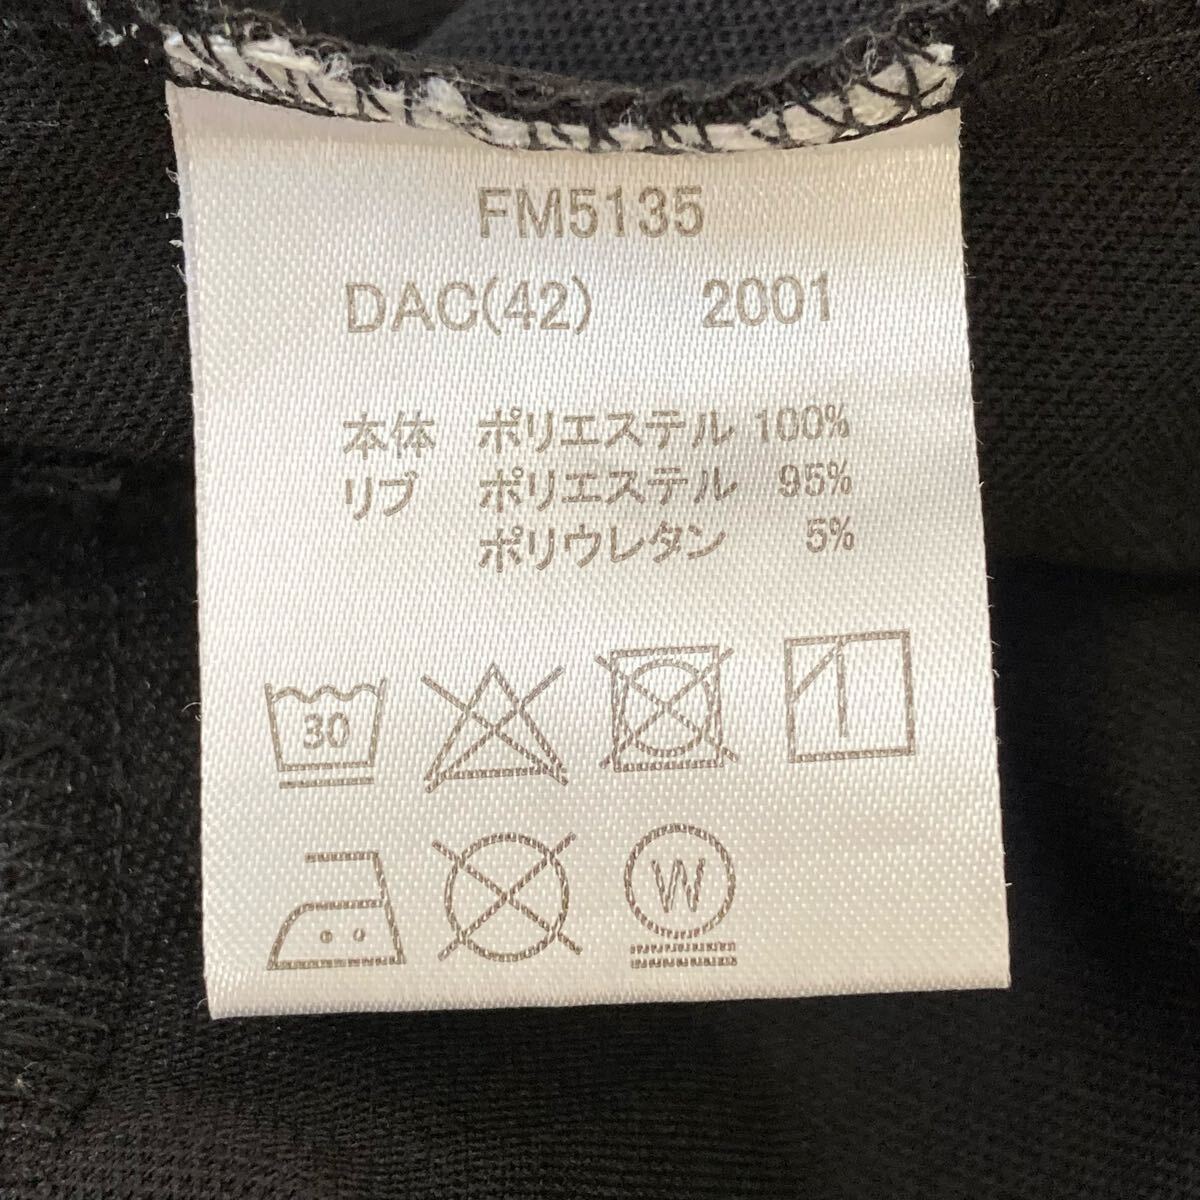 FM5135
DAC(42) 2001
本体 ポリエステル 100%
リブ ポリエステル 95%
ポリウレタン 5%
30
W